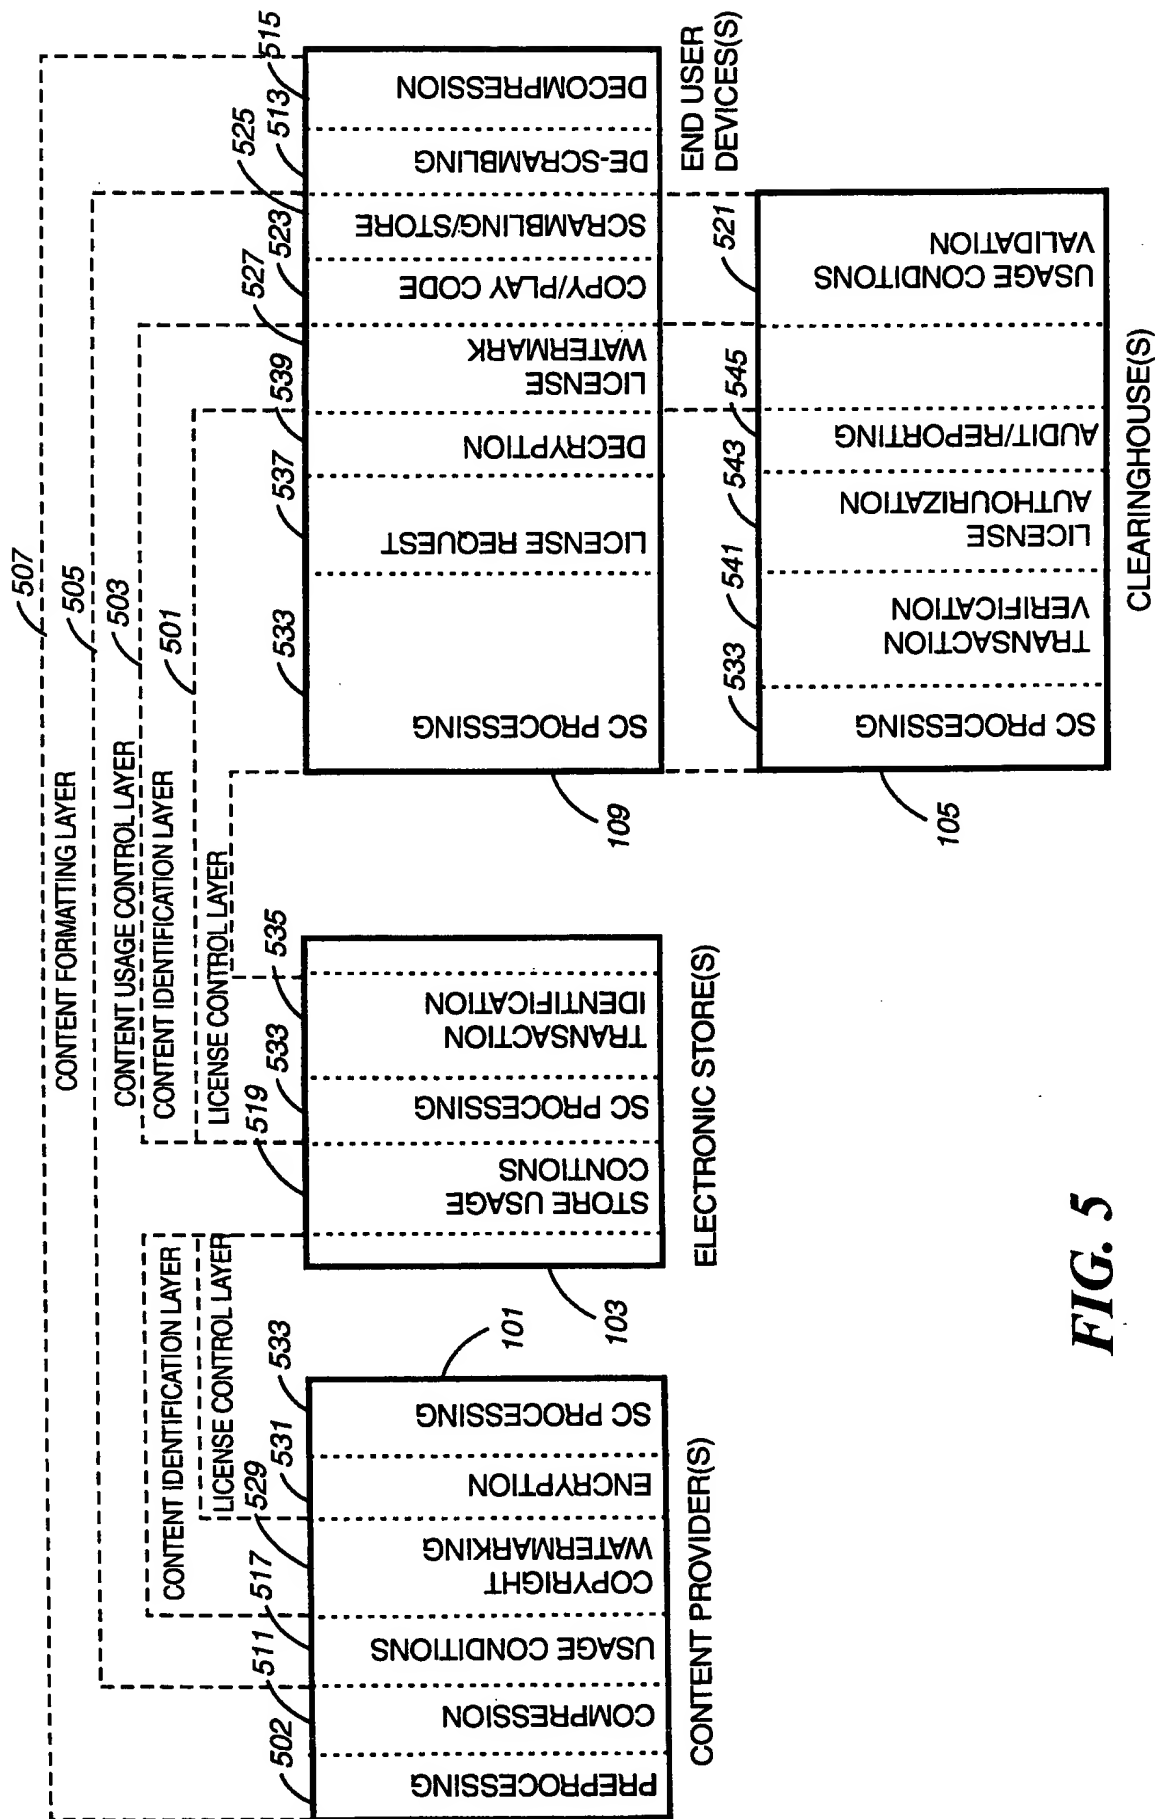 507
CONTENT FORMATTING LAYER
505
CONTENT USAGE CONTROL LAYER
503
CONTENT IDENTIFICATION LAYER
501
LICENSE CONTROL LAYER
CONTENT IDENTIFICATION LAYER
LICENSE CONTROL LAYER
502
511
517
529
531
533
PREPROCESSING
COMPRESSION
USAGE CONDITIONS
COPYRIGHT
WATERMARKING
ENCRYPTION
SC PROCESSING
101
CONTENT PROVIDER(S)
519
533
535
STORE USAGE
CONTIONS
SC PROCESSING
TRANSACTION
IDENTIFICATION
103
ELECTRONIC STORE(S)
533
537
539
527
523
525
513
515
SC PROCESSING
LICENSE REQUEST
DECRYPTION
LICENSE
WATERMARK
COPY/PLAY CODE
SCRAMBLING/STORE
DE-SCRAMBLING
DECOMPRESSION
109
END USER
DEVICES(S)
533
541
543
545
521
SC PROCESSING
TRANSACTION
VERIFICATION
LICENSE
AUTHOURIZATION
AUDIT/REPORTING
USAGE CONDITONS
VALIDATION
105
CLEARINGHOUSE(S)
FIG. 5